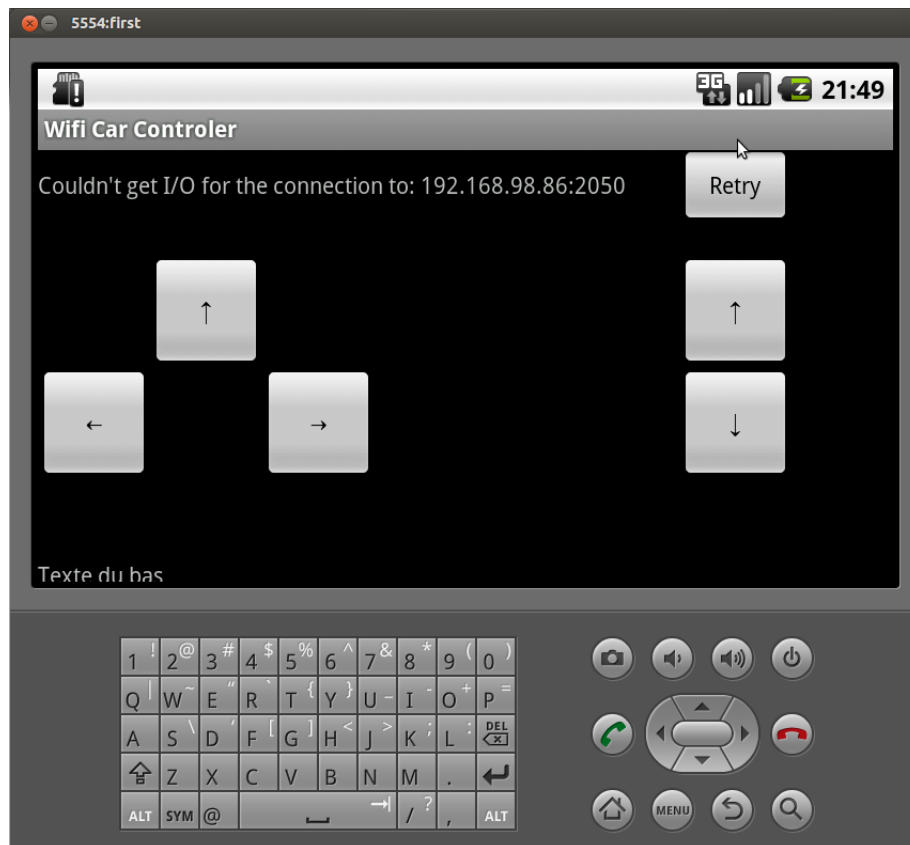 5554:first
3G 21:49
Wifi Car Controler
Couldn't get I/O for the connection to: 192.168.98.86:2050
Retry
↑ ↑
← → ↓
Texte du bas
1 ! 2 @ 3 # 4 $ 5 % 6 ^ 7 & 8 * 9 ( 0 )
Q | W ~ E " R ` T { Y } U _ I - O + P =
A S \ D ' F [ G ] H < J > K ; L : DEL
Z X C V B N M .
ALT SYM @ / ? , ALT
MENU